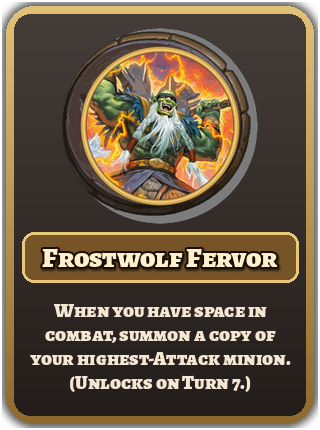 Frostwolf Fervor
When you have space in
combat, summon a copy of
your highest-Attack minion.
(Unlocks on Turn 7.)